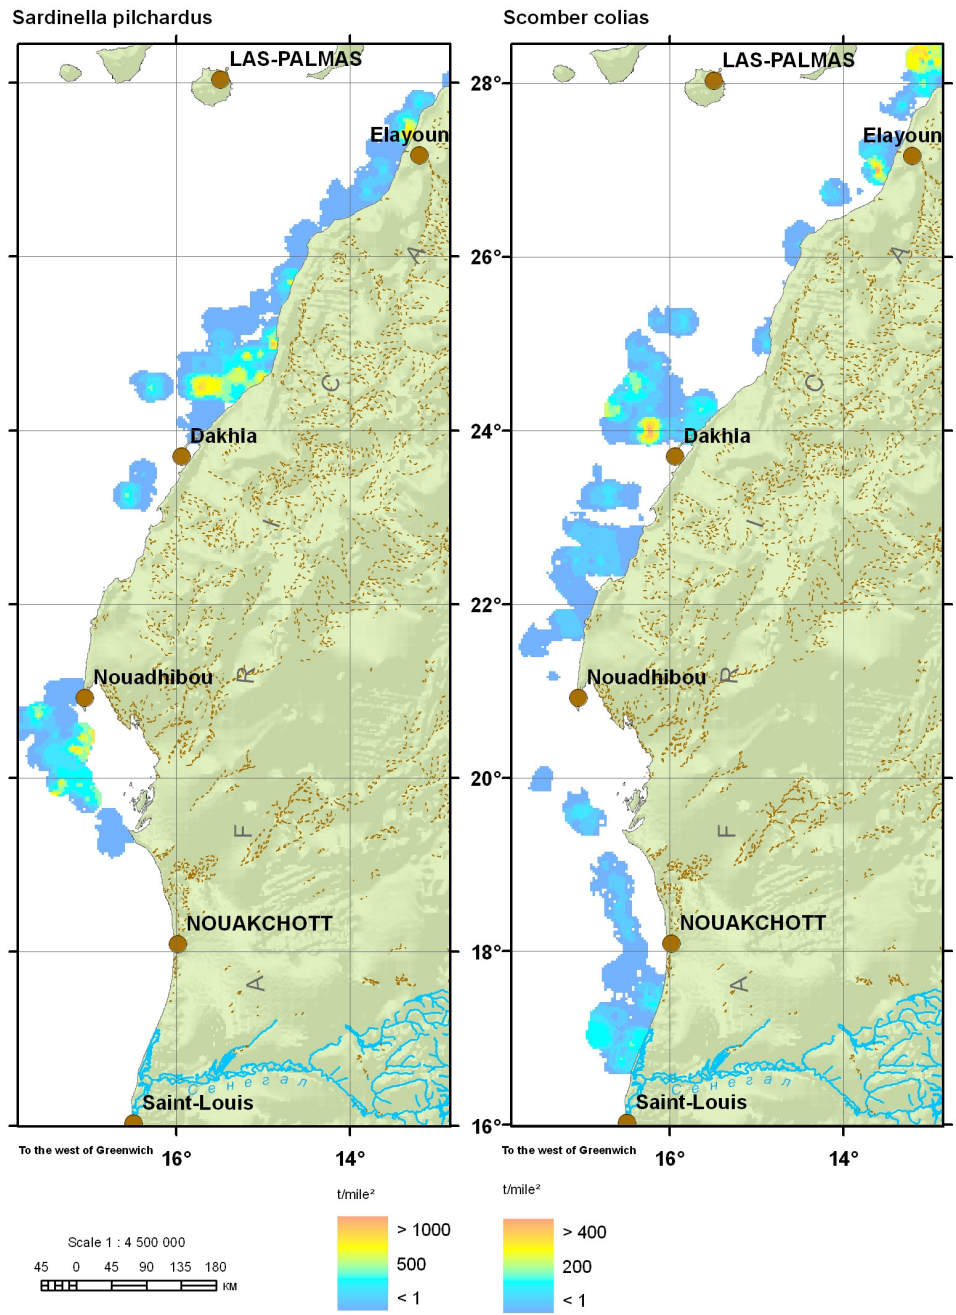 Sardinella pilchardus
Scomber colias
LAS-PALMAS
LAS-PALMAS
28°
Elayoun
Elayoun
A
A
26°
C
C
24°
Dakhla
Dakhla
I
I
22°
Nouadhibou
Nouadhibou
R
R
20°
F
F
NOUAKCHOTT
NOUAKCHOTT
18°
A
A
Сенегал
Сенегал
Saint-Louis
Saint-Louis
16°
To the west of Greenwich
16°
14°
To the west of Greenwich
16°
14°
t/mile²
> 1000
500
< 1
t/mile²
> 400
200
< 1
Scale 1 : 4 500 000
45 0 45 90 135 180
КМ